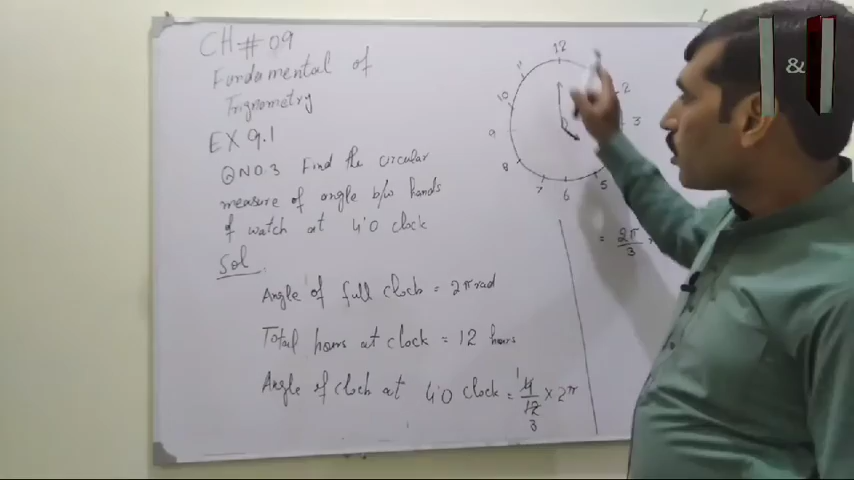 CH# 09
Fundamental of
Trignometry
EX 9.1
Q NO.3 Find the circular
measure of angle b/w hands
of watch at 4'O clock
Sol
Angle of full clock = 2π rad
Total hours at clock = 12 hours
Angle of clock at 4'O clock = 4/12 × 2π
1
3
12
11
10
9
8
7
6
5
3
2
= 2π/3
&